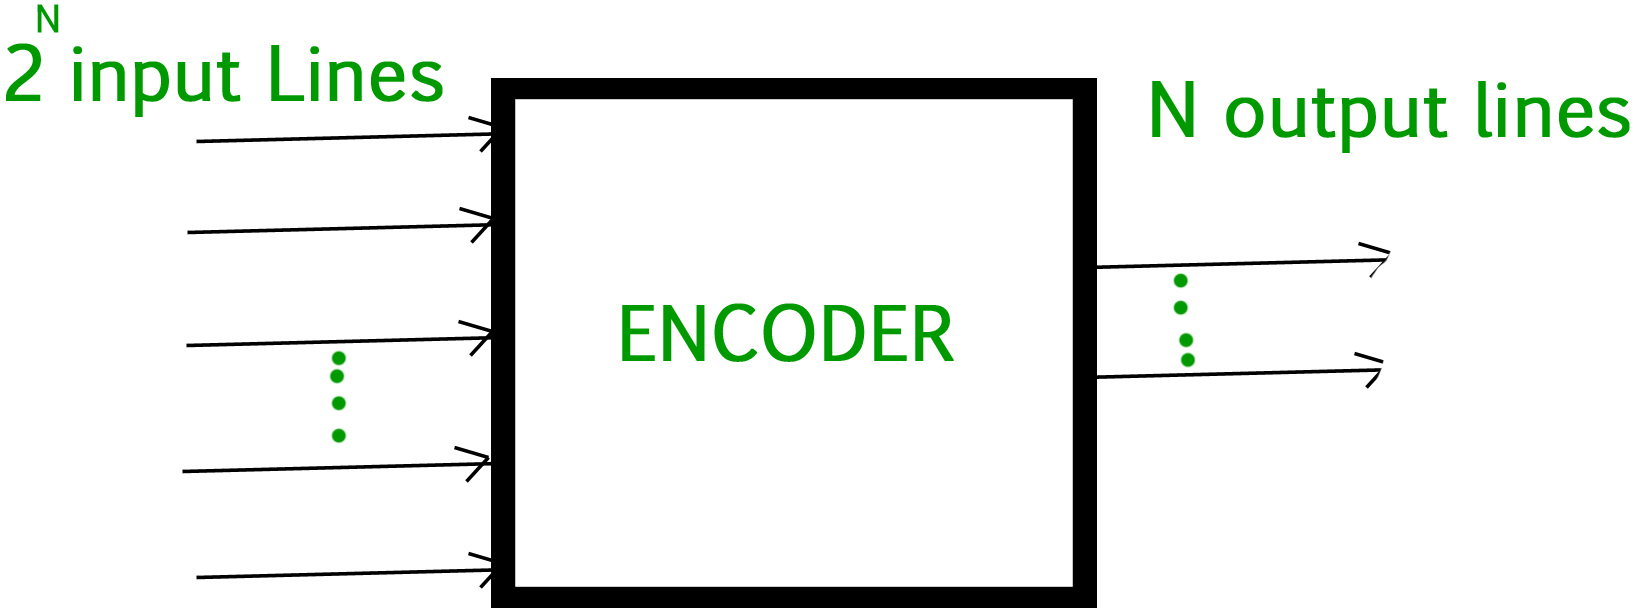 2^N input Lines
N output lines
ENCODER